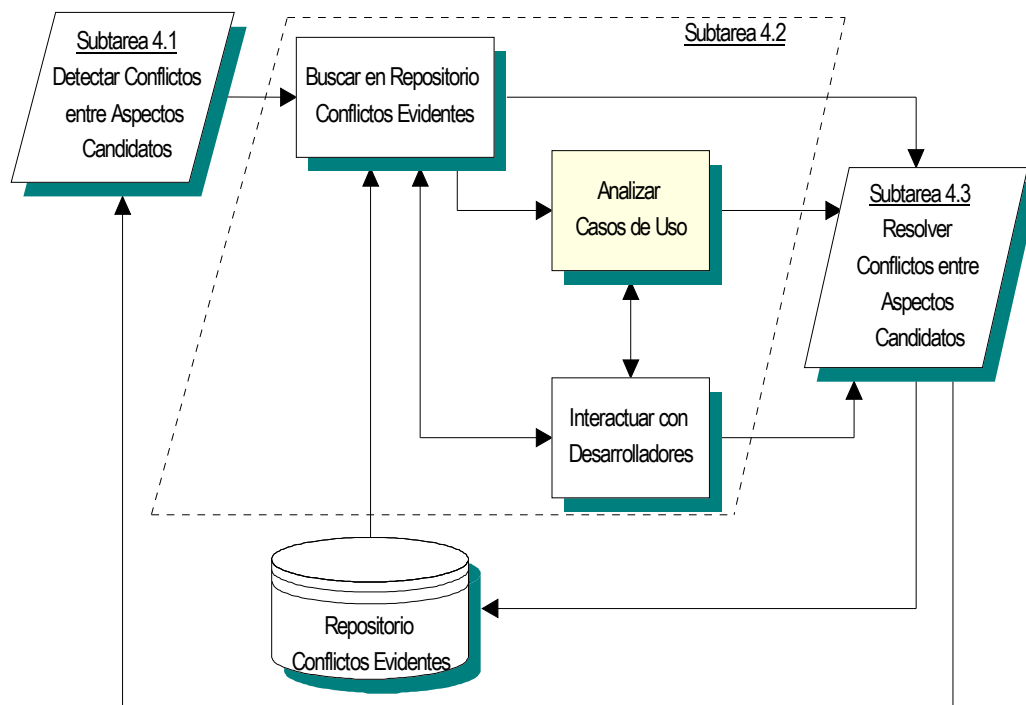 Subtarea 4.1
Detectar Conflictos
entre Aspectos
Candidatos
Subtarea 4.2
Buscar en Repositorio
Conflictos Evidentes
Analizar
Casos de Uso
Subtarea 4.3
Resolver
Conflictos entre
Aspectos
Candidatos
Interactuar con
Desarrolladores
Repositorio
Conflictos Evidentes